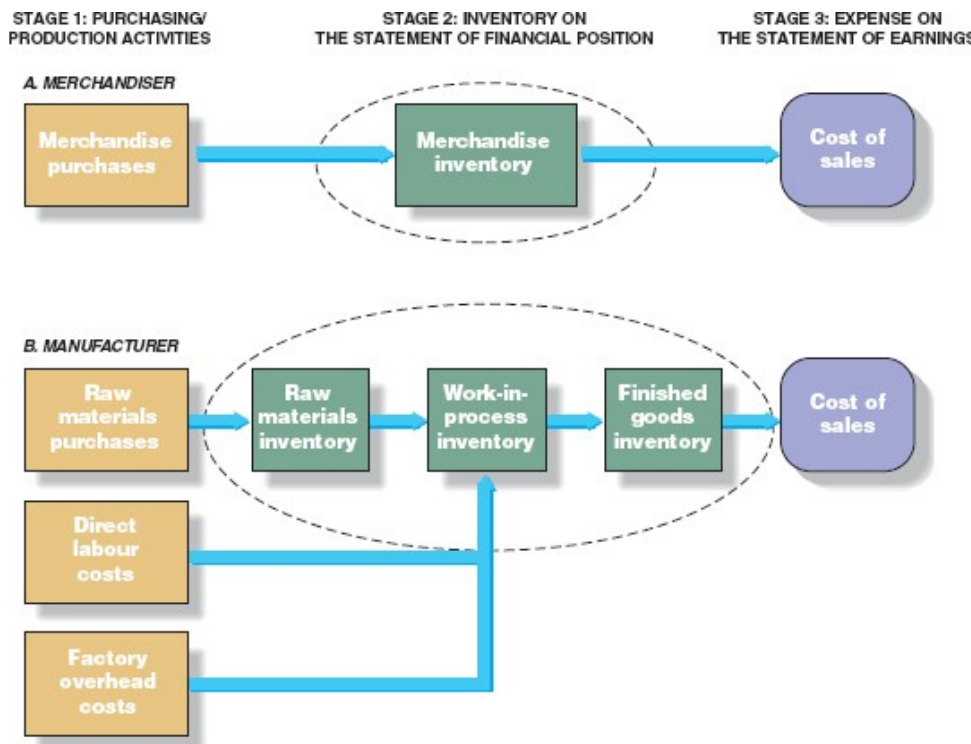 STAGE 1: PURCHASING/
PRODUCTION ACTIVITIES
STAGE 2: INVENTORY ON
THE STATEMENT OF FINANCIAL POSITION
STAGE 3: EXPENSE ON
THE STATEMENT OF EARNINGS
A. MERCHANDISER
Merchandise
purchases
Merchandise
inventory
Cost of
sales
B. MANUFACTURER
Raw
materials
purchases
Raw
materials
inventory
Work-in-
process
inventory
Finished
goods
inventory
Cost of
sales
Direct
labour
costs
Factory
overhead
costs